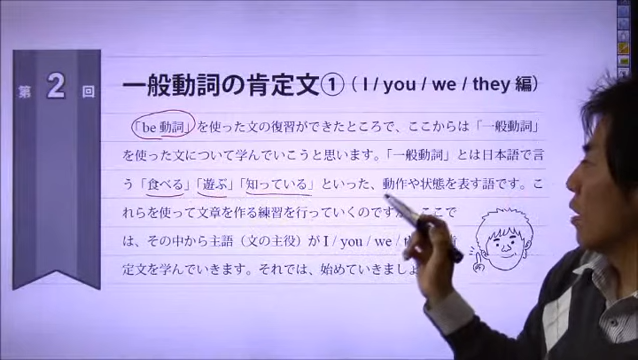 第2回
一般動詞の肯定文①（I / you / we / they 編）
「be 動詞」を使った文の復習ができたところで、ここからは「一般動詞」
を使った文について学んでいこうと思います。「一般動詞」とは日本語で言
う「食べる」「遊ぶ」「知っている」といった、動作や状態を表す語です。こ
れらを使って文章を作る練習を行っていくのですが、ここで
は、その中から主語（文の主役）が I / you / we / th
定文を学んでいきます。それでは、始めていきましょ